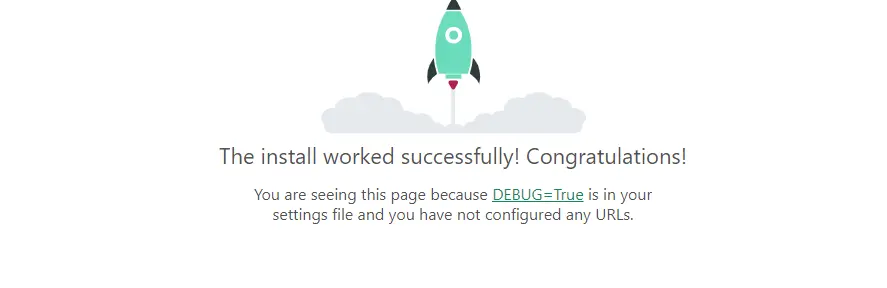 The install worked successfully! Congratulations!
You are seeing this page because DEBUG=True is in your
settings file and you have not configured any URLs.